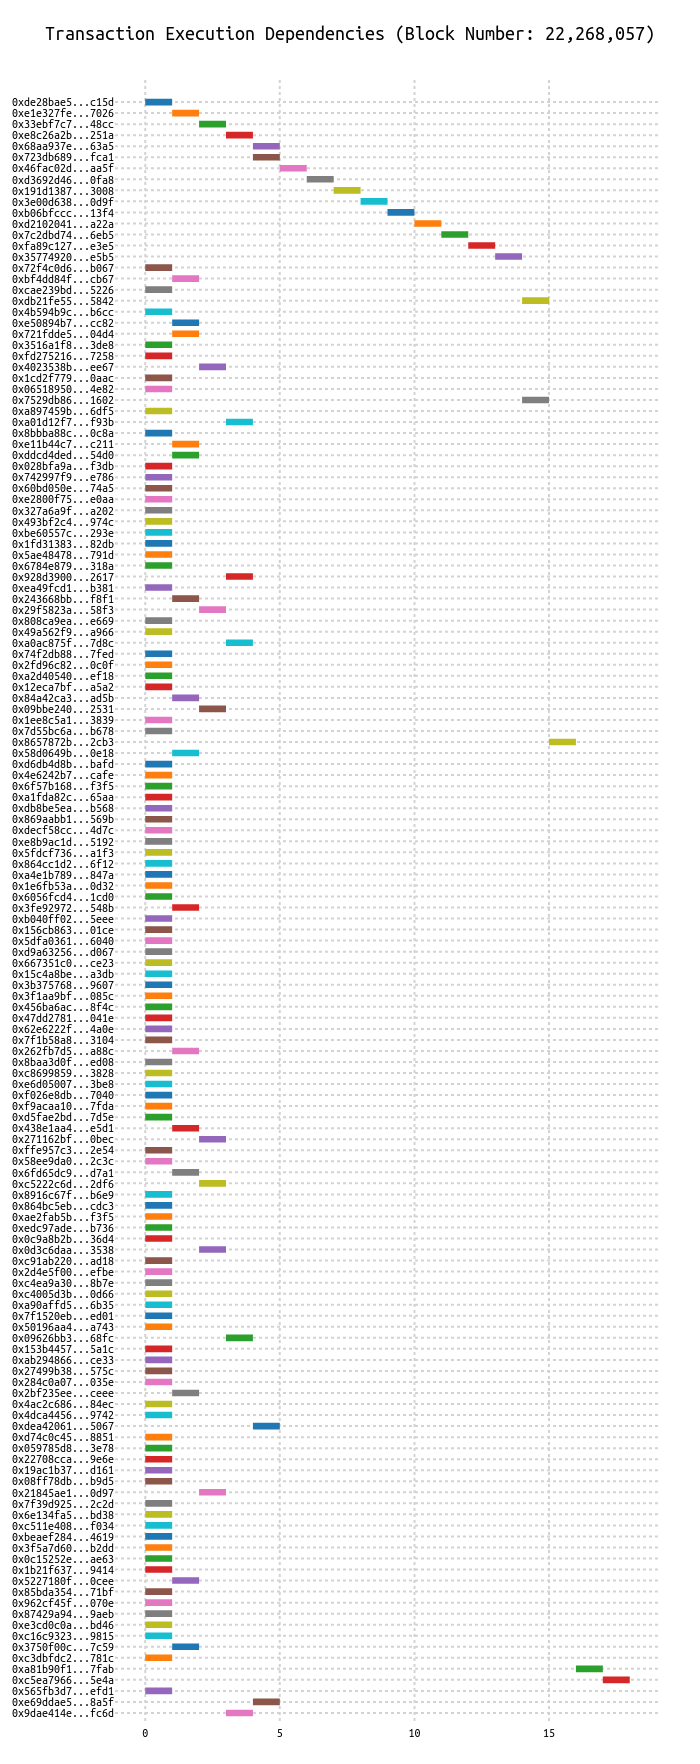 Transaction Execution Dependencies (Block Number: 22,268,057)
0xde28bae5...c15d
0xe1e327fe...7026
0x33ebf7c7...48cc
0xe8c26a2b...251a
0x68aa937e...63a5
0x723db689...fca1
0x46fac02d...aa5f
0xd3692d46...0fa8
0x191d1387...3008
0x3e00d638...0d9f
0xb06bfccc...13f4
0xd2102041...a22a
0x7c2dbd74...6eb5
0xfa89c127...e3e5
0x35774920...e5b5
0x72f4c0d6...b067
0xbf4dd84f...cb67
0xcae239bd...5226
0xdb21fe55...5842
0x4b594b9c...b6cc
0xe50894b7...cc82
0x721fdde5...04d4
0x3516a1f8...3de8
0xfd275216...7258
0x4023538b...ee67
0x1cd2f779...0aac
0x06518950...4e82
0x7529db86...1602
0xa897459b...6df5
0xa01d12f7...f93b
0x8bbba88c...0c8a
0xe11b44c7...c211
0xddcd4ded...54d0
0x028bfa9a...f3db
0x742997f9...e786
0x60bd050e...74a5
0xe2800f75...e0aa
0x327a6a9f...a202
0x493bf2c4...974c
0xbe60557c...293e
0x1fd31383...82db
0x5ae48478...791d
0x6784e879...318a
0x928d3900...2617
0xea49fcd1...b381
0x243668bb...f8f1
0x29f5823a...58f3
0x808ca9ea...e669
0x49a562f9...a966
0xa0ac875f...7d8c
0x74f2db88...7fed
0x2fd96c82...0c0f
0xa2d40540...ef18
0x12eca7bf...a5a2
0x84a42ca3...ad5b
0x09bbe240...2531
0x1ee8c5a1...3839
0x7d55bc6a...b678
0x8657872b...2cb3
0x58d0649b...0e18
0xd6db4d8b...bafd
0x4e6242b7...cafe
0x6f57b168...f3f5
0xa1fda82c...65aa
0xdb8be5ea...b568
0x869aabb1...569b
0xdecf58cc...4d7c
0xe8b9ac1d...5192
0x5fdcf736...a1f3
0x864cc1d2...6f12
0xa4e1b789...847a
0x1e6fb53a...0d32
0x6056fcd4...1cd0
0x3fe92972...548b
0xb040ff02...5eee
0x156cb863...01ce
0x5dfa0361...6040
0xd9a63256...d067
0x667351c0...ce23
0x15c4a8be...a3db
0x3b375768...9607
0x3f1aa9bf...085c
0x456ba6ac...8f4c
0x47dd2781...041e
0x62e6222f...4a0e
0x7f1b58a8...3104
0x262fb7d5...a88c
0x8baa3d0f...ed08
0xc8699859...3828
0xe6d05007...3be8
0xf026e8db...7040
0xf9acaa10...7fda
0xd5fae2bd...7d5e
0x438e1aa4...e5d1
0x271162bf...0bec
0xffe957c3...2e54
0x58ee9da0...2c3c
0x6fd65dc9...d7a1
0xc5222c6d...2df6
0x8916c67f...b6e9
0x864bc5eb...cdc3
0xae2fab5b...f3f5
0xedc97ade...b736
0x0c9a8b2b...36d4
0x0d3c6daa...3538
0xc91ab220...ad18
0x2d4e5f00...efbe
0xc4ea9a30...8b7e
0xc4005d3b...0d66
0xa90affd5...6b35
0x7f1520eb...ed01
0x50196aa4...a743
0x09626bb3...68fc
0x153b4457...5a1c
0xab294866...ce33
0x27499b38...575c
0x284c0a07...035e
0x2bf235ee...ceee
0x4ac2c686...84ec
0x4dca4456...9742
0xdea42061...5067
0xd74c0c45...8851
0x059785d8...3e78
0x22708cca...9e6e
0x19ac1b37...d161
0x08ff78db...b9d5
0x21845ae1...0d97
0x7f39d925...2c2d
0x6e134fa5...bd38
0xc511e408...f034
0xbeaef284...4619
0x3f5a7d60...b2dd
0x0c15252e...ae63
0x1b21f637...9414
0x5227180f...0cee
0x85bda354...71bf
0x962cf45f...070e
0x87429a94...9aeb
0xe3cd0c0a...bd46
0xc16c9323...9815
0x3750f00c...7c59
0xc3dbfdc2...781c
0xa81b90f1...7fab
0xc5ea7966...5e4a
0x565fb3d7...efd1
0xe69ddae5...8a5f
0x9dae414e...fc6d
0 5 10 15